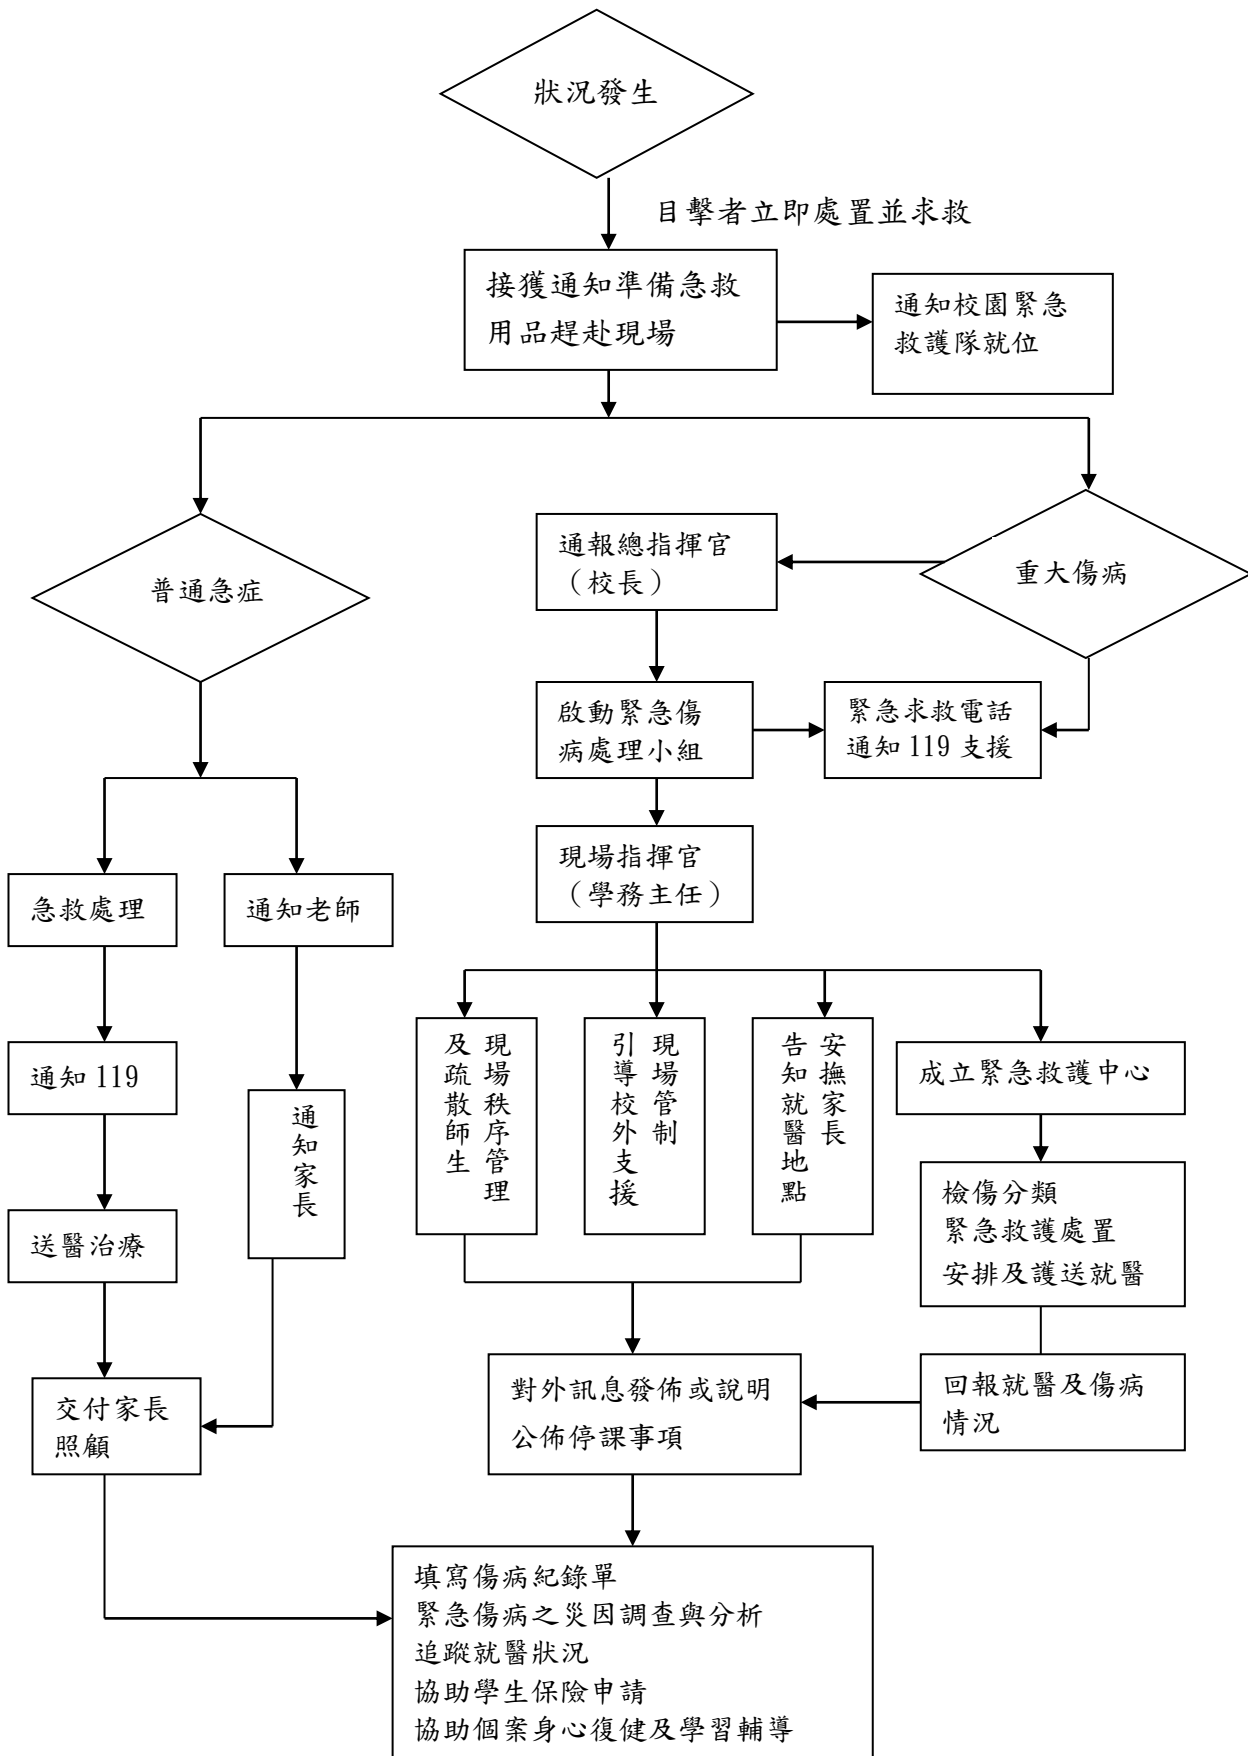 狀況發生
目擊者立即處置並求救
接獲通知準備急救
用品趕赴現場
通知校園緊急
救護隊就位
普通急症
通報總指揮官
（校長）
重大傷病
啟動緊急傷
病處理小組
緊急求救電話
通知 119 支援
現場指揮官
（學務主任）
急救處理
通知老師
現場秩序管理
及疏散師生
現場管制
引導校外支援
安撫家長
告知就醫地點
成立緊急救護中心
通知 119
通知家長
檢傷分類
緊急救護處置
安排及護送就醫
送醫治療
交付家長
照顧
對外訊息發佈或說明
公佈停課事項
回報就醫及傷病
情況
填寫傷病紀錄單
緊急傷病之災因調查與分析
追蹤就醫狀況
協助學生保險申請
協助個案身心復健及學習輔導